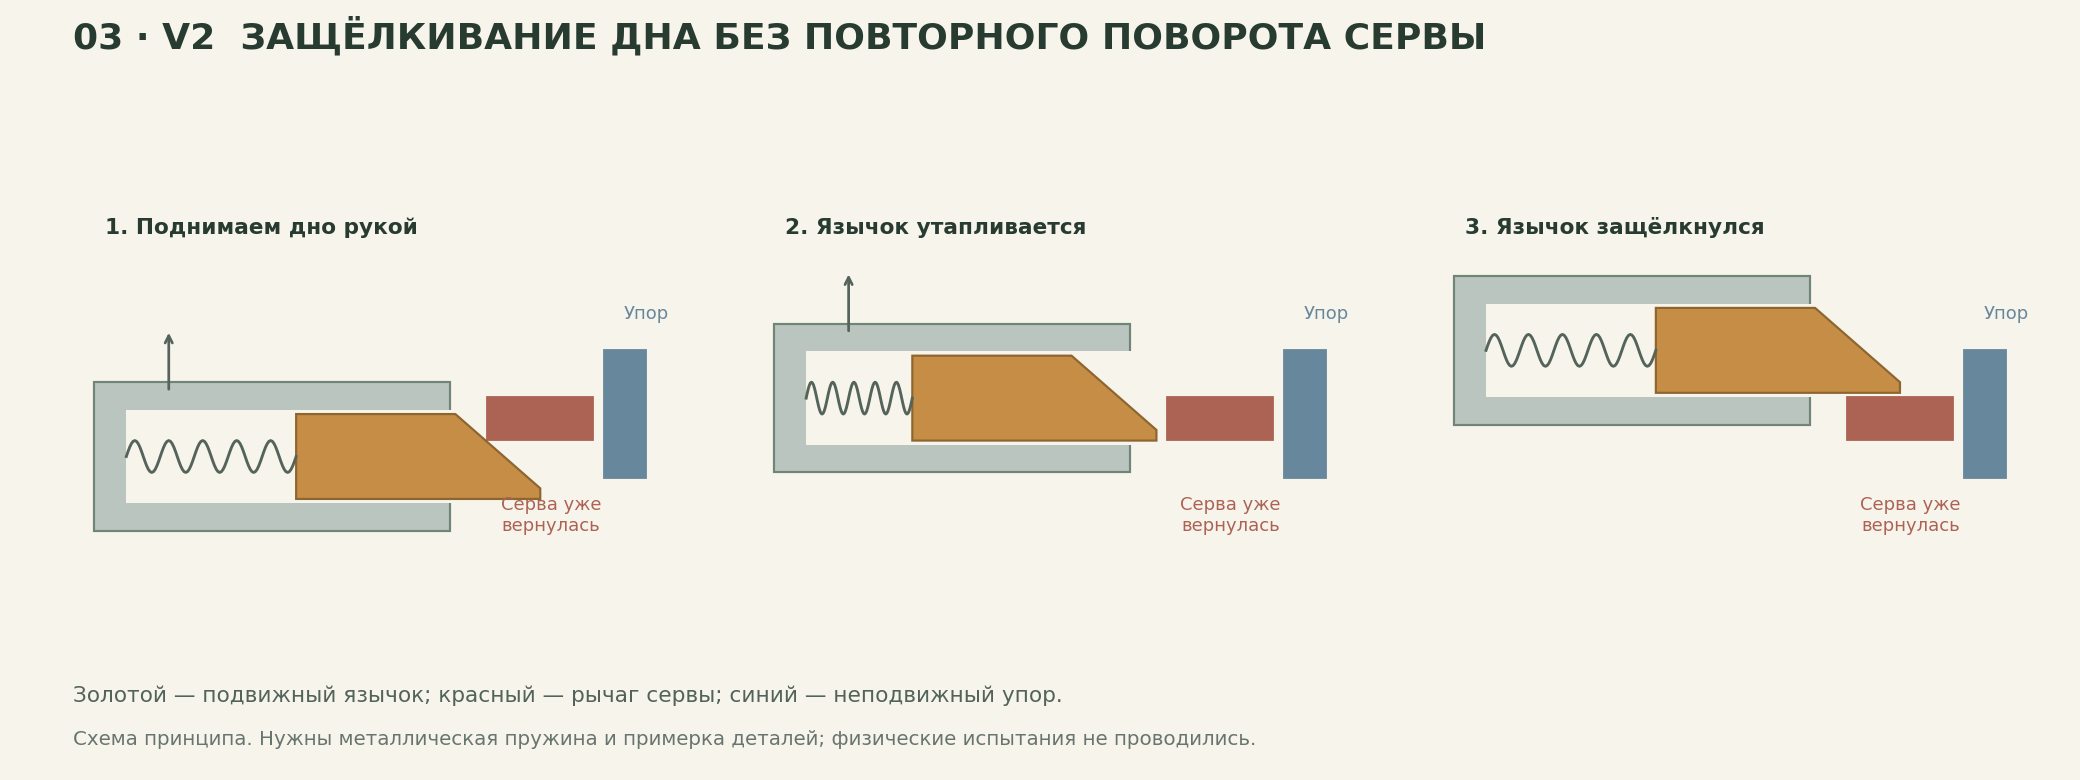 03 · V2 ЗАЩЁЛКИВАНИЕ ДНА БЕЗ ПОВТОРНОГО ПОВОРОТА СЕРВЫ
1. Поднимаем дно рукой
Упор
Серва уже
вернулась
2. Язычок утапливается
Упор
Серва уже
вернулась
3. Язычок защёлкнулся
Упор
Серва уже
вернулась
Золотой — подвижный язычок; красный — рычаг сервы; синий — неподвижный упор.
Схема принципа. Нужны металлическая пружина и примерка деталей; физические испытания не проводились.